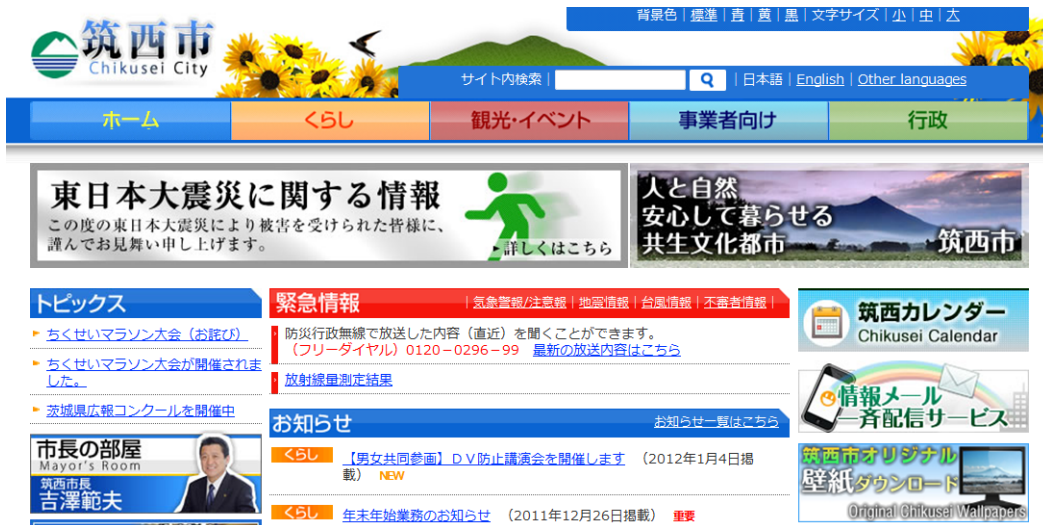 背景色｜標準｜青｜黄｜黒｜文字サイズ｜小｜中｜大
筑西市
Chikusei City
サイト内検索｜
｜日本語｜English｜Other languages
ホーム
くらし
観光・イベント
事業者向け
行政
東日本大震災に関する情報
この度の東日本大震災により被害を受けられた皆様に、
謹んでお見舞い申し上げます。
詳しくはこちら
人と自然
安心して暮らせる
共生文化都市
筑西市
トピックス
ちくせいマラソン大会（お詫び）
ちくせいマラソン大会が開催されま
した。
茨城県広報コンクールを開催中
市長の部屋
Mayor's Room
筑西市長
吉澤範夫
緊急情報
｜気象警報/注意報｜地震情報｜台風情報｜不審者情報｜
防災行政無線で放送した内容（直近）を聞くことができます。
（フリーダイヤル）0120－0296－99 最新の放送内容はこちら
放射線量測定結果
お知らせ
お知らせ一覧はこちら
くらし 【男女共同参画】ＤＶ防止講演会を開催します （2012年1月4日掲
載） NEW
くらし 年末年始業務のお知らせ （2011年12月26日掲載） 重要
筑西カレンダー
Chikusei Calendar
情報メール
一斉配信サービス
筑西市オリジナル
壁紙ダウンロード
Original Chikusei Wallpapers